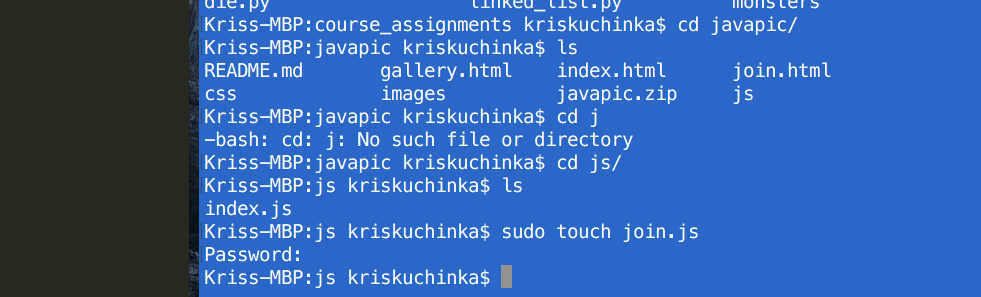 die.py linked_list.py monsters
Kriss-MBP:course_assignments kriskuchinka$ cd javapic/
Kriss-MBP:javapic kriskuchinka$ ls
README.md gallery.html index.html join.html
css images javapic.zip js
Kriss-MBP:javapic kriskuchinka$ cd j
-bash: cd: j: No such file or directory
Kriss-MBP:javapic kriskuchinka$ cd js/
Kriss-MBP:js kriskuchinka$ ls
index.js
Kriss-MBP:js kriskuchinka$ sudo touch join.js
Password:
Kriss-MBP:js kriskuchinka$